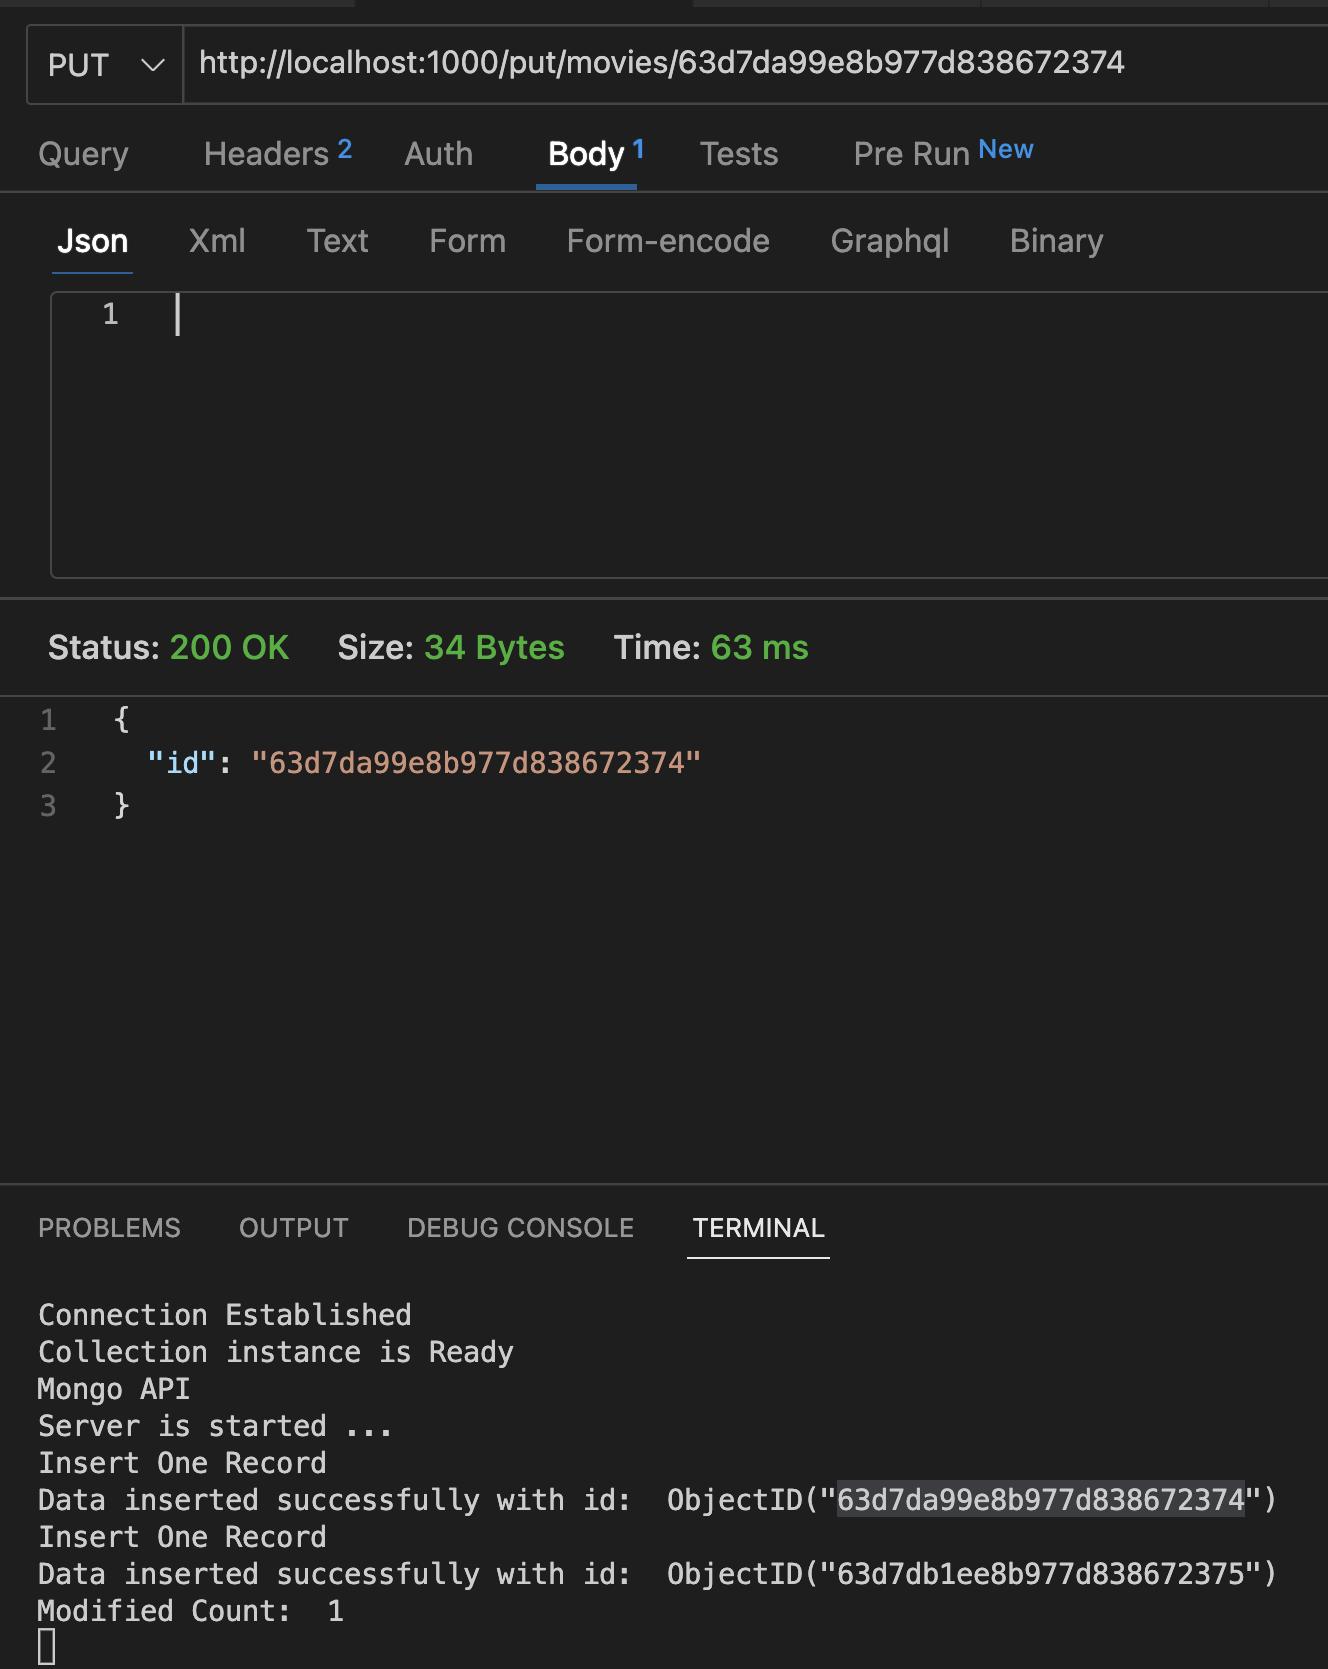 PUT http://localhost:1000/put/movies/63d7da99e8b977d838672374
Query Headers 2 Auth Body 1 Tests Pre Run New
Json Xml Text Form Form-encode Graphql Binary
1
Status: 200 OK Size: 34 Bytes Time: 63 ms
1 {
2 "id": "63d7da99e8b977d838672374"
3 }
PROBLEMS OUTPUT DEBUG CONSOLE TERMINAL
Connection Established
Collection instance is Ready
Mongo API
Server is started ...
Insert One Record
Data inserted successfully with id: ObjectID("63d7da99e8b977d838672374")
Insert One Record
Data inserted successfully with id: ObjectID("63d7db1ee8b977d838672375")
Modified Count: 1